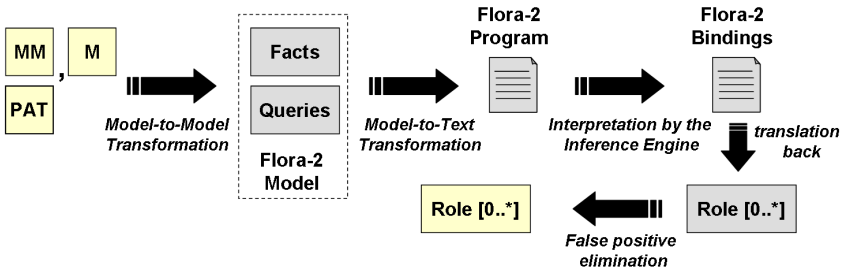 MM , M
PAT
Model-to-Model
Transformation
Facts
Queries
Flora-2
Model
Model-to-Text
Transformation
Flora-2
Program
Interpretation by the
Inference Engine
Flora-2
Bindings
translation
back
Role [0..*]
False positive
elimination
Role [0..*]